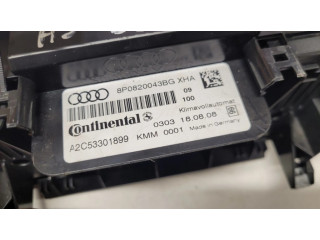 8P0820043BG XHA
09
100
Klimavollautomat
Continental
0303 18.08.08
Made in Germany
A2C53301899 KMM 0001